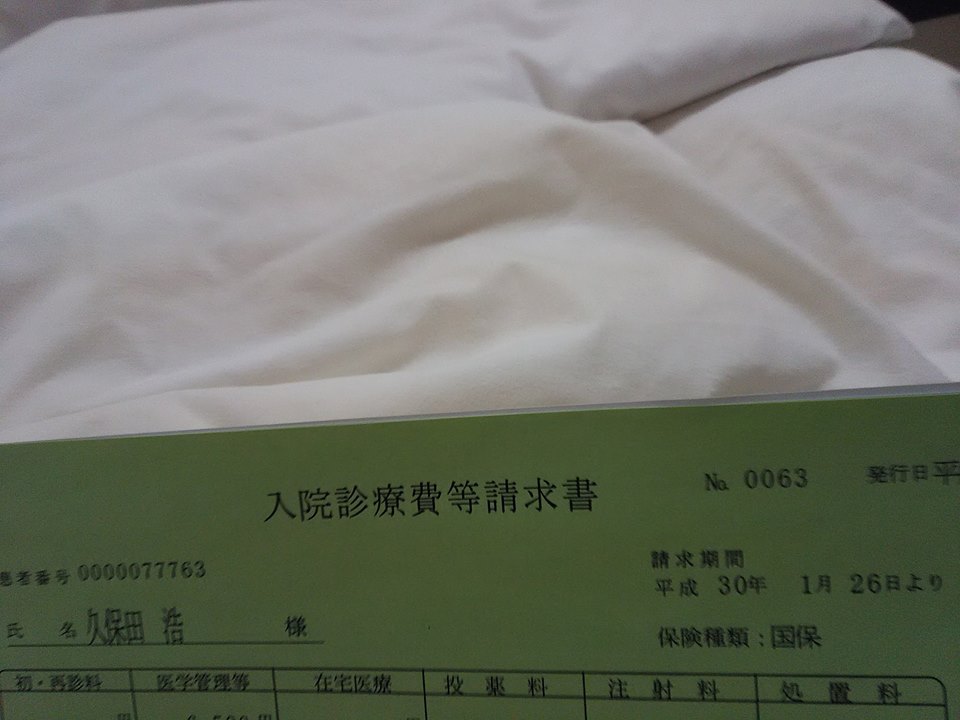 入院診療費等請求書
№ 0063
発行日 平
患者番号 0000077763
請求期間
平成 30年 1月 26日より
氏 名 久保田 浩 様
保険種類：国保
初・再診料 医学管理等 在宅医療 投薬料 注射料 処置料